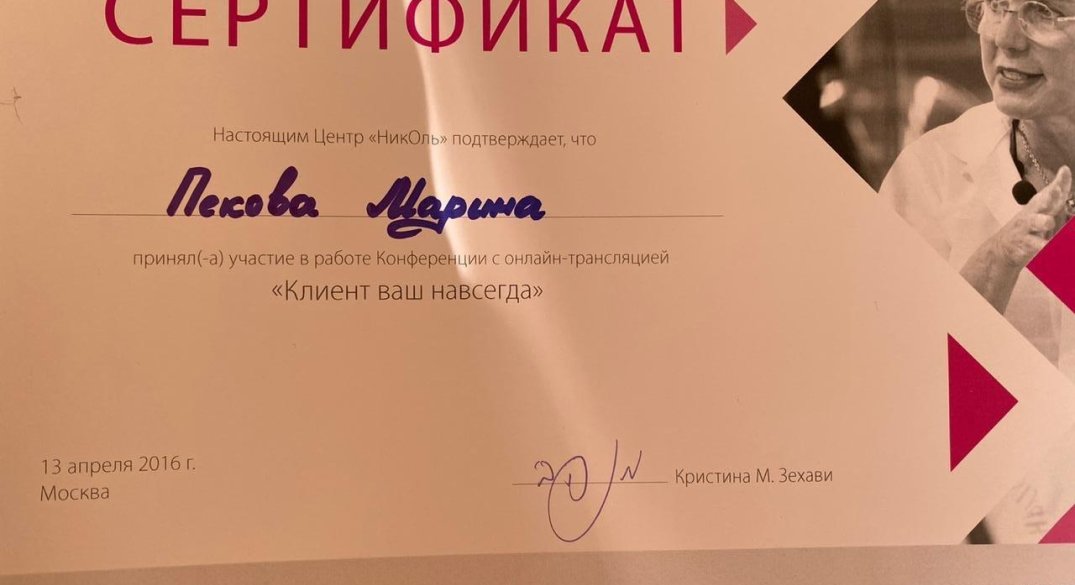 СЕРТИФИКАТ
Настоящим Центр «НикОль» подтверждает, что
Пекова Марина
принял(-а) участие в работе Конференции с онлайн-трансляцией
«Клиент ваш навсегда»
13 апреля 2016 г.
Москва
Кристина М. Зехави